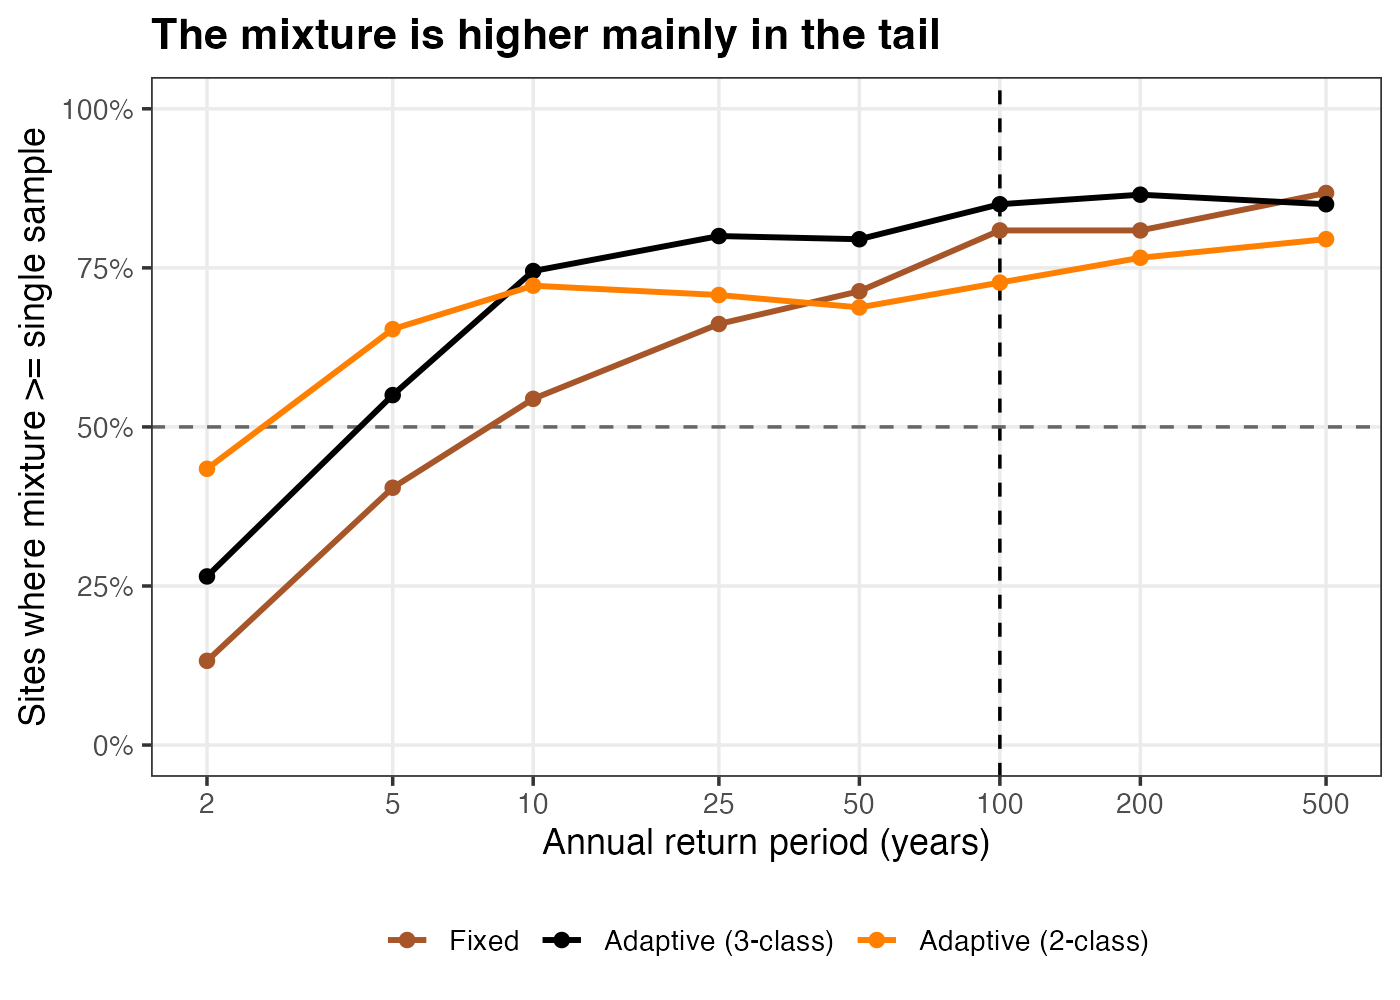 The mixture is higher mainly in the tail
Sites where mixture >= single sample
100%
75%
50%
25%
0%
2 5 10 25 50 100 200 500
Annual return period (years)
Fixed Adaptive (3-class) Adaptive (2-class)